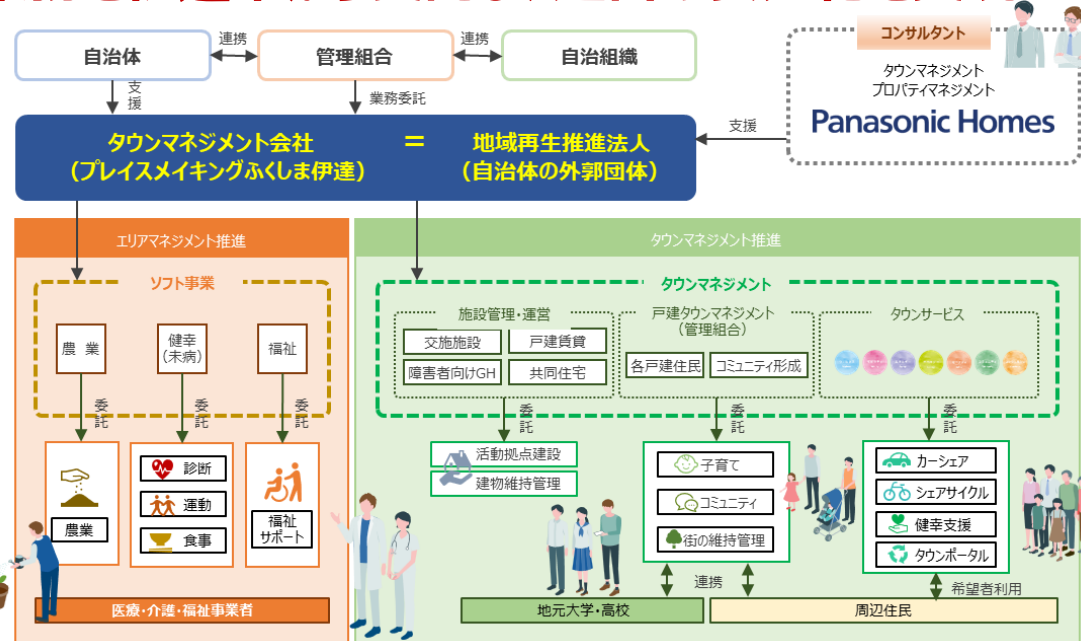 コンサルタント
自治体
連携
管理組合
連携
自治組織
タウンマネジメント
プロパティマネジメント
Panasonic Homes
支援
業務委託
支援
タウンマネジメント会社
(プレイスメイキングふくしま伊達)
=
地域再生推進法人
(自治体の外郭団体)
エリアマネジメント推進
タウンマネジメント推進
ソフト事業
農業
健幸
(未病)
福祉
委託
委託
委託
農業
診断
運動
食事
福祉
サポート
医療・介護・福祉事業者
タウンマネジメント
施設管理・運営
交施施設
戸建賃貸
障害者向けGH
共同住宅
戸建タウンマネジメント
(管理組合)
各戸建住民
コミュニティ形成
タウンサービス
委託
委託
委託
活動拠点建設
建物維持管理
子育て
コミュニティ
街の維持管理
カーシェア
シェアサイクル
健幸支援
タウンポータル
連携
希望者利用
地元大学・高校
周辺住民